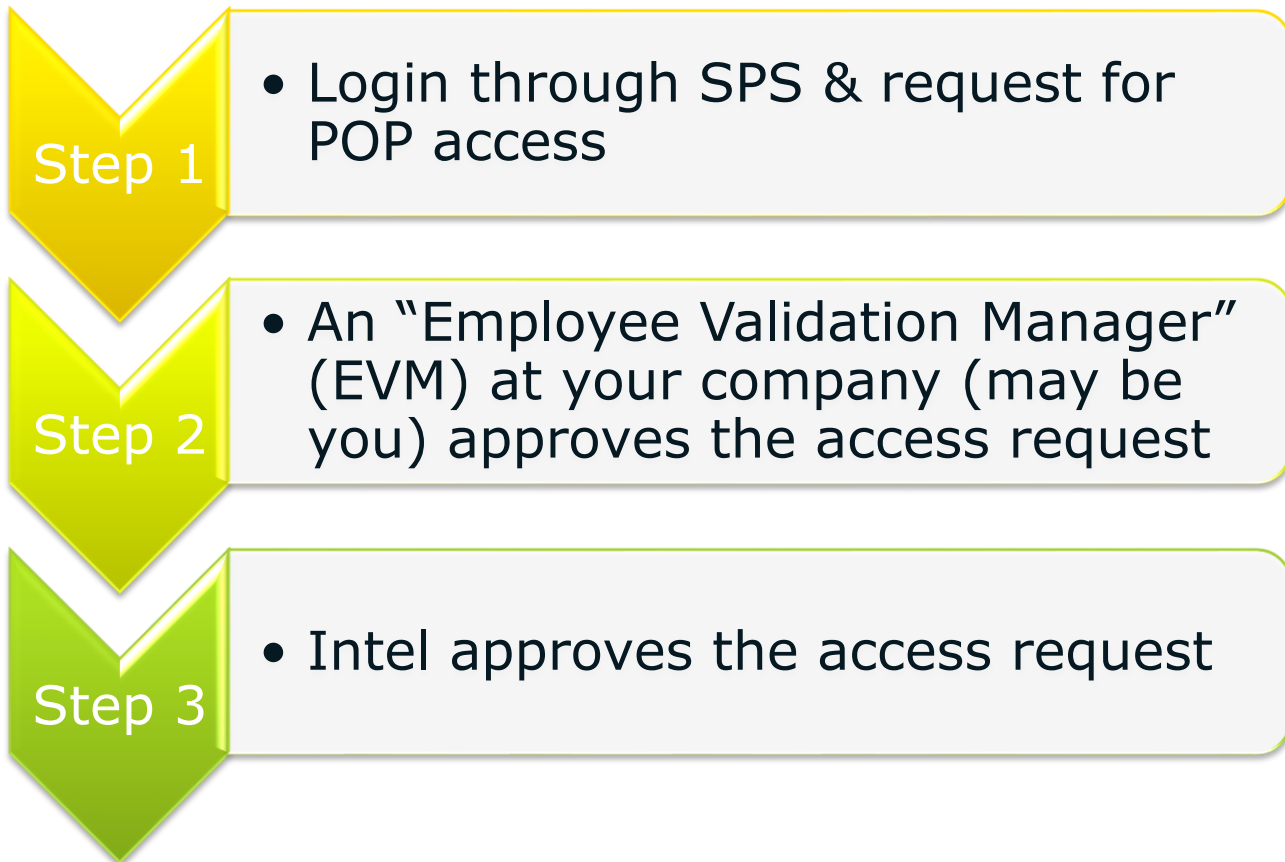 Step 1
• Login through SPS & request for
POP access
Step 2
• An “Employee Validation Manager”
(EVM) at your company (may be
you) approves the access request
Step 3
• Intel approves the access request